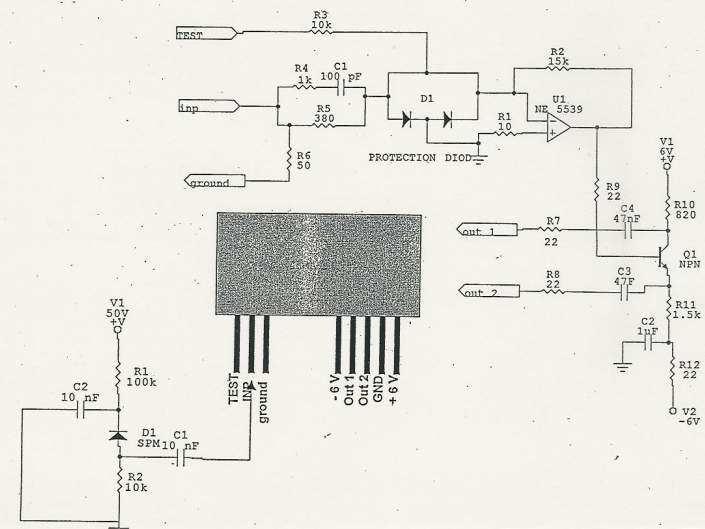 R3
10k
TEST
R4
1k
C1
100 pF
R2
15k
D1
U1
NE 5539
inp
R5
380
R1
10
R6
50
PROTECTION DIOD
ground
V1
6V
+V
R9
22
C4
47nF
R10
820
out 1
R7
22
Q1
NPN
R8
22
C3
47F
out 2
R11
1.5k
C2
1uF
R12
22
V2
-6V
TEST
INP
ground
-6 V
Out 1
Out 2
GND
+6 V
V1
50V
+V
R1
100k
C2
10 nF
D1
SPM
C1
10 nF
R2
10k